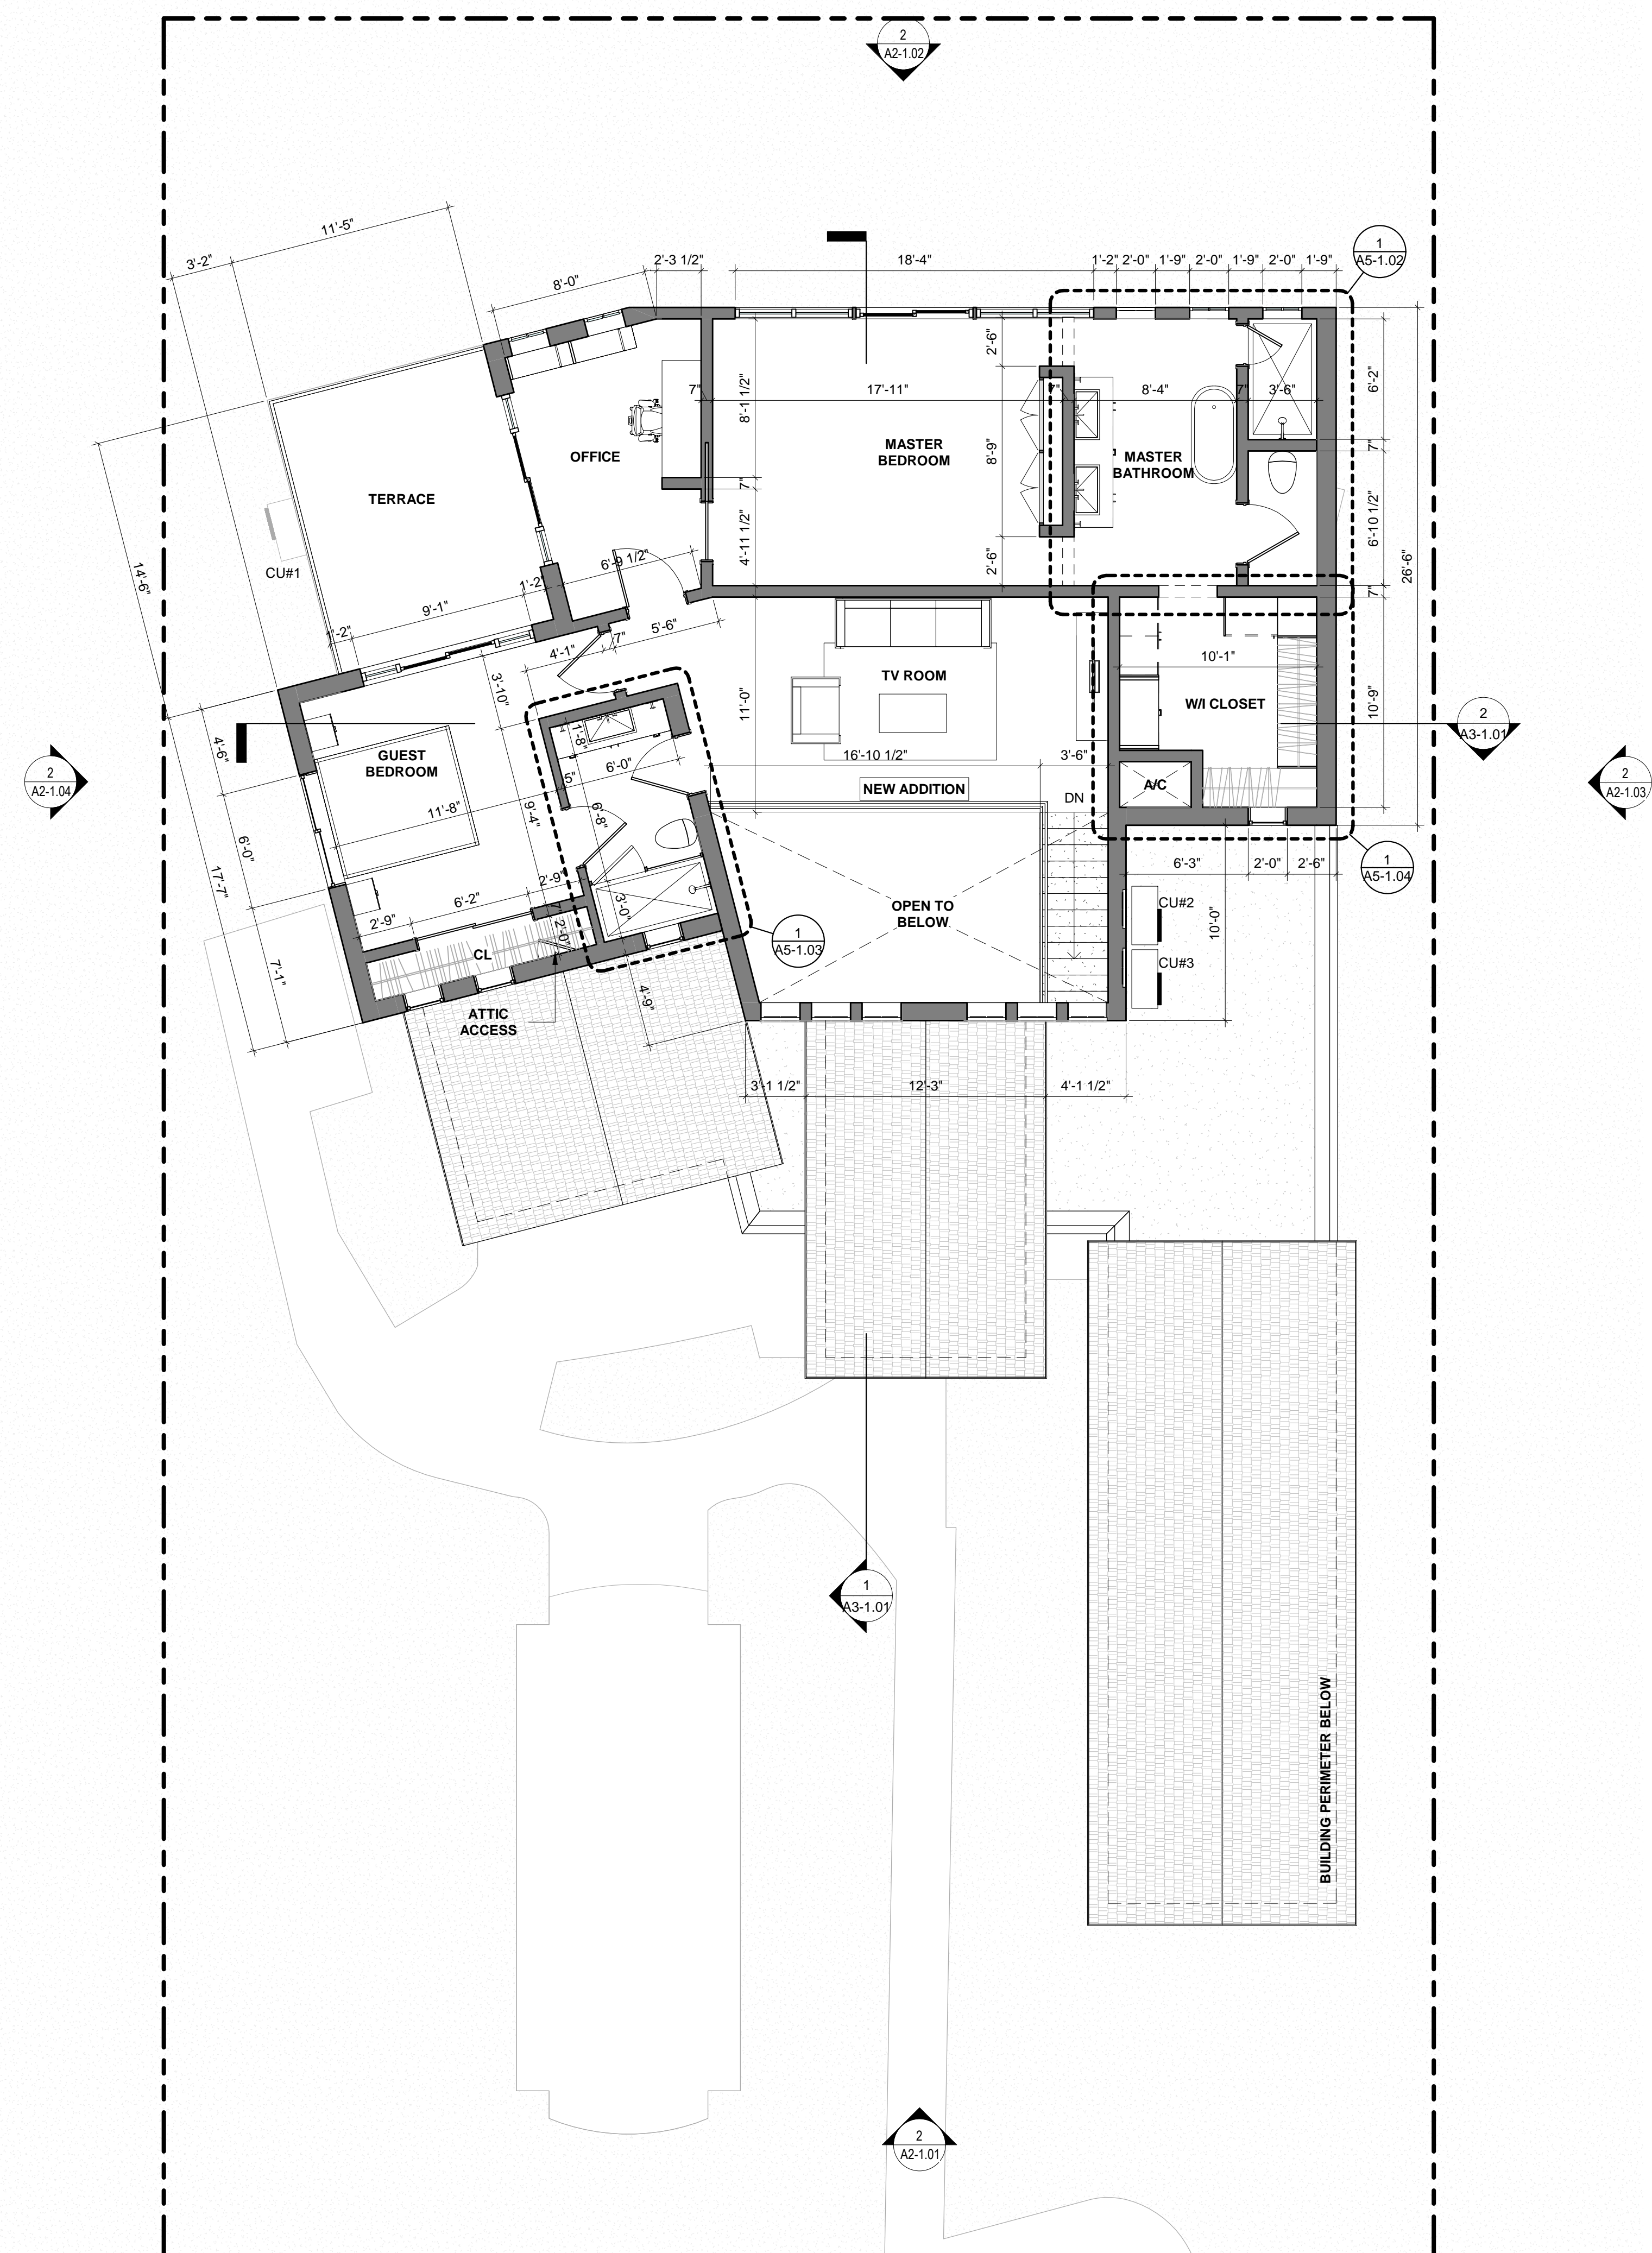 2
A2-1.02
11'-5"
3'-2"
8'-0"
2'-3 1/2"
18'-4"
1'-2"
2'-0"
1'-9"
2'-0"
1'-9"
2'-0"
1'-9"
1
A5-1.02
2'-6"
6'-2"
7"
8'-1 1/2"
17'-11"
7"
8'-4"
7"
3'-6"
OFFICE
MASTER
BEDROOM
8'-9"
MASTER
BATHROOM
7"
TERRACE
7"
CU#1
4'-11 1/2"
6'-10 1/2"
14'-6"
6'-9 1/2"
2'-6"
26'-6"
1'-2"
7"
9'-1"
1'-2"
5'-6"
7"
4'-1"
3'-10"
TV ROOM
10'-1"
11'-0"
W/I CLOSET
10'-9"
2
A3-1.01
4'-6"
GUEST
BEDROOM
1'-8"
6'-0"
16'-10 1/2"
3'-6"
2
A2-1.04
2
A2-1.03
5"
NEW ADDITION
DN
A/C
11'-8"
9'-4"
6'-8"
6'-0"
17'-7"
6'-3"
2'-0"
2'-6"
1
A5-1.04
2'-9"
6'-2"
2'-9"
3'-0"
7"
2'-0"
OPEN TO
BELOW
CU#2
10'-0"
1
A5-1.03
CL
CU#3
7'-1"
4'-9"
ATTIC
ACCESS
3'-1 1/2"
12'-3"
4'-1 1/2"
1
A3-1.01
BUILDING PERIMETER BELOW
2
A2-1.01